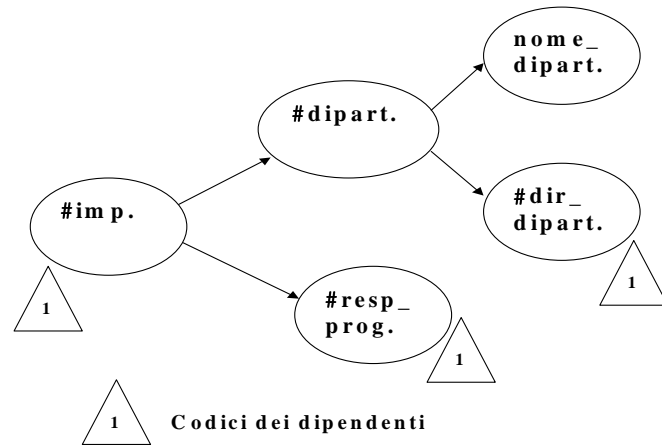 nome_
dipart.
#dipart.
#imp.
#dir_
dipart.
1
1
#resp_
prog.
1
1 Codici dei dipendenti